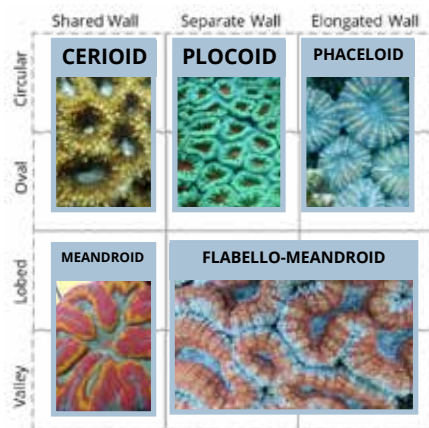 Shared Wall Separate Wall Elongated Wall
Circular
CERIOID PLOCOID PHACELOID
Oval
Lobed
MEANDROID FLABELLO-MEANDROID
Valley